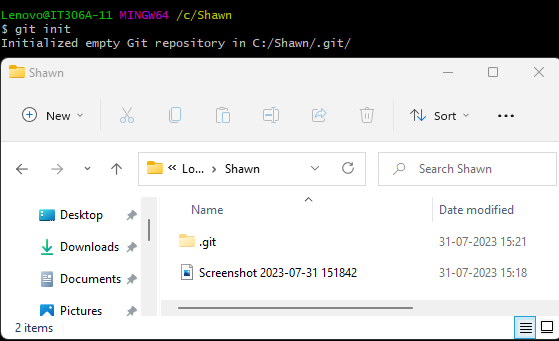 Lenovo@IT306A-11 MINGW64 /c/Shawn
$ git init
Initialized empty Git repository in C:/Shawn/.git/
Shawn
New
Sort
Lo...
Shawn
Search Shawn
Name
Date modified
Desktop
Downloads
Documents
Pictures
.git
31-07-2023 15:21
Screenshot 2023-07-31 151842
31-07-2023 15:18
2 items